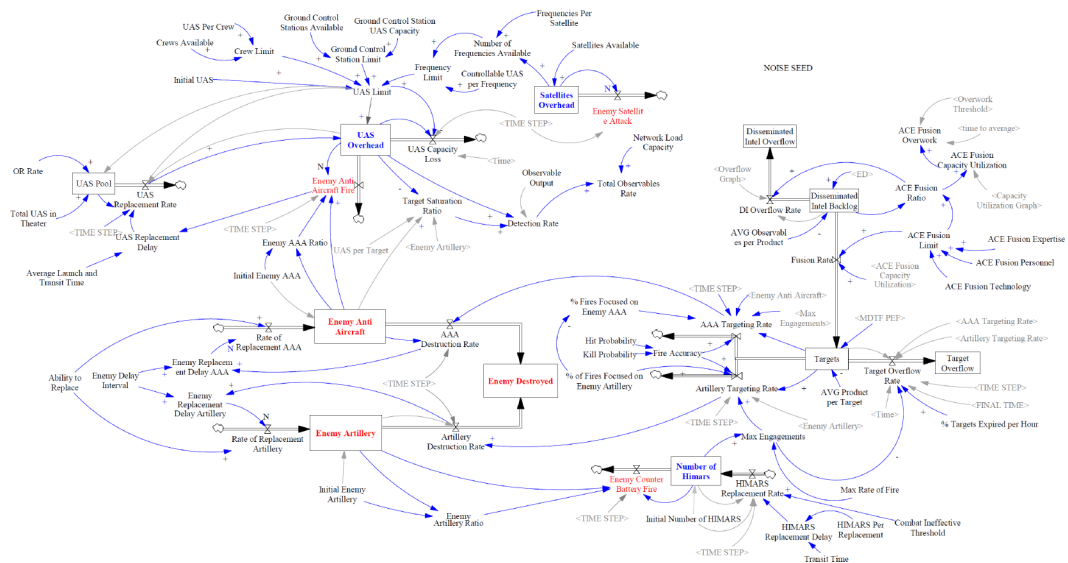 Ground Control
Stations Available
Ground Control Station
UAS Capacity
UAS Per Crew
Crews Available
Crew Limit
Ground Control
Station Limit
Frequencies Per
Satellite
Number of
Frequencies Available
Satellites Available
Frequency
Limit
Controllable UAS
per Frequency
Initial UAS
UAS Limit
Satellites
Overhead
Enemy Satellit
e Attack
NOISE SEED
<TIME STEP>
UAS
Overhead
UAS Capacity
Loss
<Time>
Network Load
Capacity
OR Rate
UAS Pool
UAS
Replacement Rate
Total UAS in
Theater
<TIME STEP>
UAS Replacement
Delay
Average Launch and
Transit Time
Enemy Anti
Aircraft Fire
<TIME STEP>
Target Saturation
Ratio
Observable
Output
Total Observables
Rate
Detection Rate
UAS per Target
<Enemy Artillery>
Enemy AAA Ratio
Initial Enemy AAA
Disseminated
Intel Overflow
<Overflow
Graph>
DI Overflow Rate
<ED>
Disseminated
Intel Backlog
AVG Observabl
es per Product
Fusion Rate
<Overwork
Threshold>
<time to average>
ACE Fusion
Overwork
ACE Fusion
Capacity Utilization
<Capacity
Utilization Graph>
ACE Fusion
Ratio
ACE Fusion
Limit
ACE Fusion Expertise
ACE Fusion Personnel
ACE Fusion Technology
<ACE Fusion
Capacity
Utilization>
Rate of
Replacement AAA
Enemy Anti
Aircraft
AAA
Destruction Rate
Enemy Replacem
ent Delay AAA
Ability to
Replace
Enemy Delay
Interval
Enemy
Replacement
Delay Artillery
<TIME STEP>
Enemy Destroyed
Rate of Replacement
Artillery
Enemy Artillery
Artillery
Destruction Rate
Initial Enemy
Artillery
Enemy
Artillery Ratio
% Fires Focused on
Enemy AAA
<TIME STEP>
<Enemy Anti Aircraft>
<Max
Engagements>
AAA Targeting Rate
Hit Probability
Kill Probability
Fire Accuracy
% of Fires Focused on
Enemy Artillery
Artillery Targeting Rate
<TIME STEP>
<Enemy Artillery>
<MDTF PEF>
Targets
AVG Product
per Target
<AAA Targeting Rate>
<Artillery Targeting Rate>
Target Overflow
Rate
Target
Overflow
<TIME STEP>
<FINAL TIME>
<Time>
% Targets Expired per Hour
Max Engagements
Max Rate of Fire
Enemy Counter
Battery Fire
Number of
Himars
HIMARS
Replacement Rate
<TIME STEP>
Initial Number of HIMARS
<TIME STEP>
HIMARS
Replacement Delay
HIMARS Per
Replacement
Combat Ineffective
Threshold
Transit Time